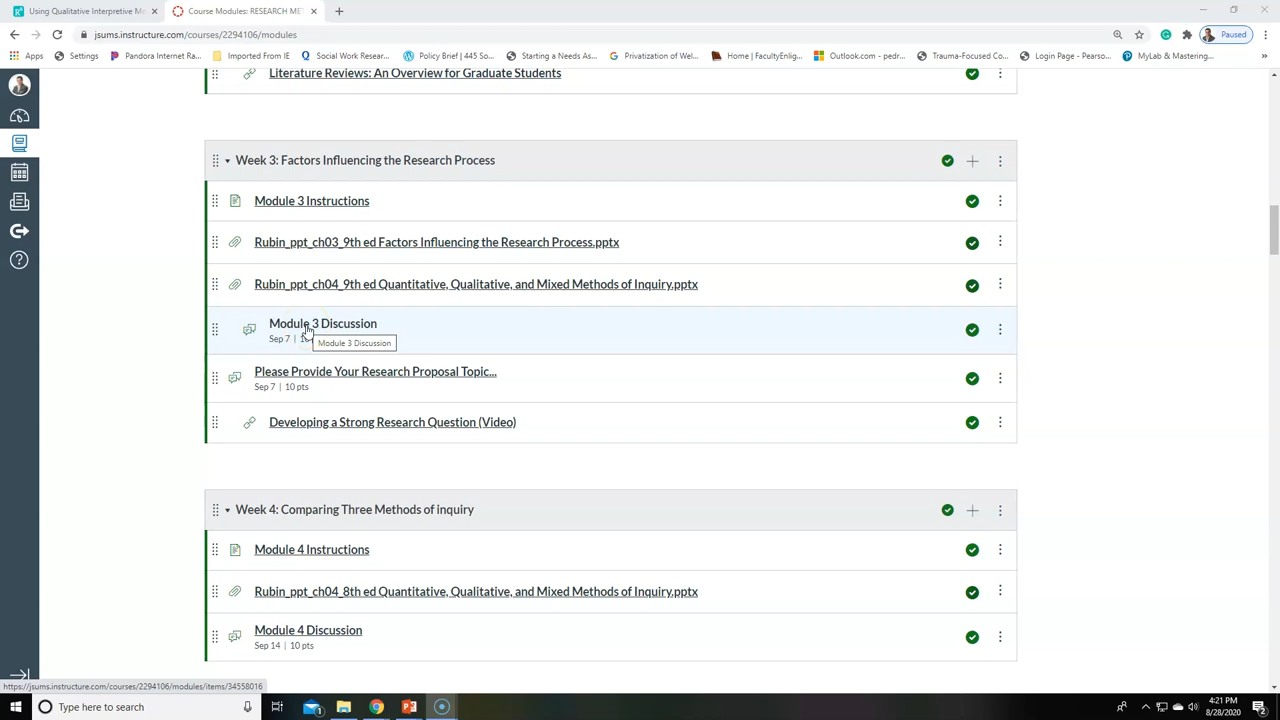 Using Qualitative Interpretive Me
Course Modules: RESEARCH MET
jsums.instructure.com/courses/2294106/modules
Paused
Apps
Settings
Pandora Internet Ra...
Imported From IE
Social Work Resear...
Policy Brief | 445 So...
Starting a Needs As...
Privatization of Wel...
Home | FacultyEnlig...
Outlook.com - pedr...
Trauma-Focused Co...
Login Page - Pearso...
MyLab & Mastering...
»
Literature Reviews: An Overview for Graduate Students
Week 3: Factors Influencing the Research Process
Module 3 Instructions
Rubin_ppt_ch03_9th ed Factors Influencing the Research Process.pptx
Rubin_ppt_ch04_9th ed Quantitative, Qualitative, and Mixed Methods of Inquiry.pptx
Module 3 Discussion
Sep 7 |
Module 3 Discussion
Please Provide Your Research Proposal Topic...
Sep 7 | 10 pts
Developing a Strong Research Question (Video)
Week 4: Comparing Three Methods of inquiry
Module 4 Instructions
Rubin_ppt_ch04_8th ed Quantitative, Qualitative, and Mixed Methods of Inquiry.pptx
Module 4 Discussion
Sep 14 | 10 pts
https://jsums.instructure.com/courses/2294106/modules/items/34558016
Type here to search
4:21 PM
8/28/2020